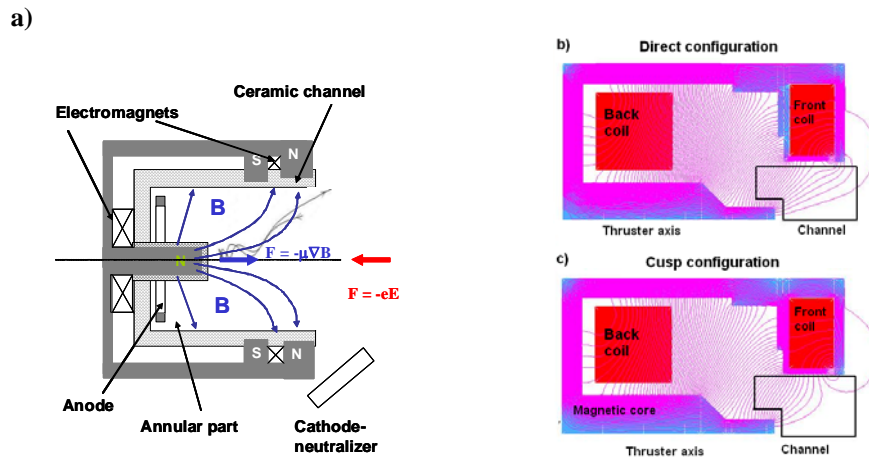 a)
Electromagnets
Ceramic channel
S
N
B
N
F = -μ∇B
F = -eE
B
S
N
Anode
Annular part
Cathode-
neutralizer
b)
Direct configuration
Back
coil
Front
coil
Thruster axis
Channel
c)
Cusp configuration
Back
coil
Front
coil
Magnetic core
Thruster axis
Channel